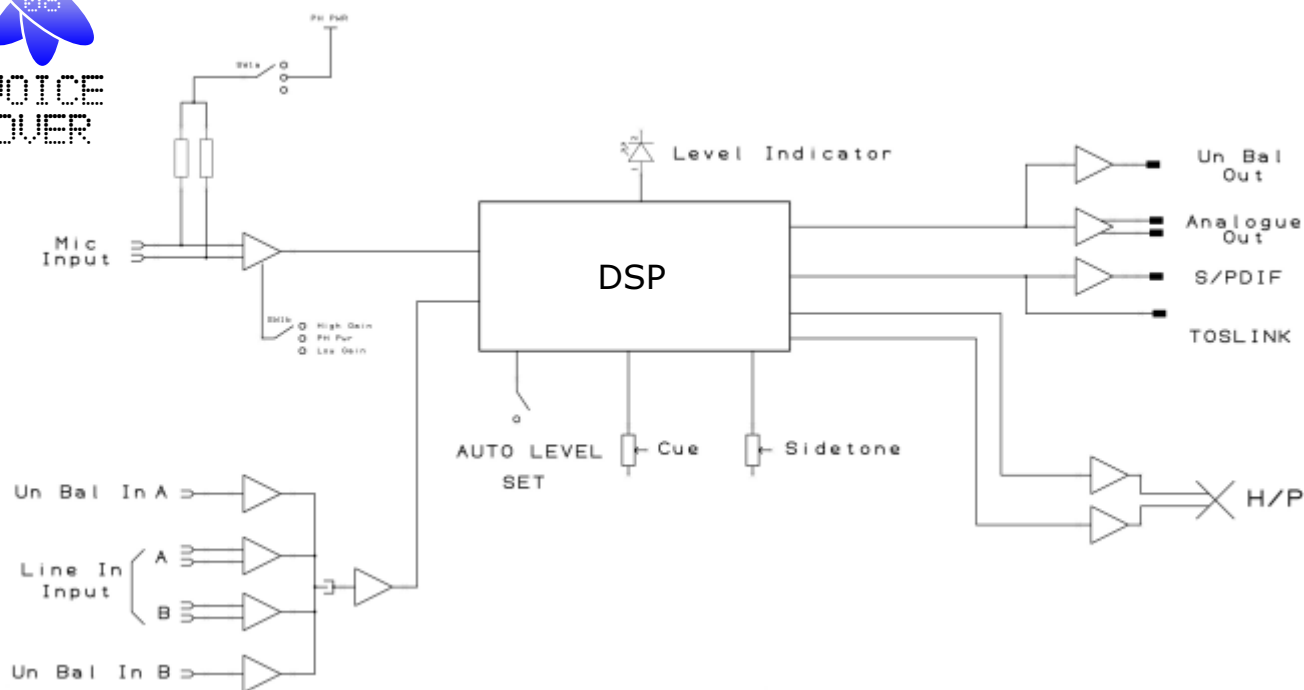 PH PWR
SW1a
OVER
Level Indicator
Un Bal
Out
Mic
Input
DSP
Analogue
Out
S/PDIF
SW1b
High Gain
PH Pwr
Low Gain
TOSLINK
AUTO LEVEL
SET
Cue
Sidetone
Un Bal In A
H/P
Line In
Input
A
B
Un Bal In B